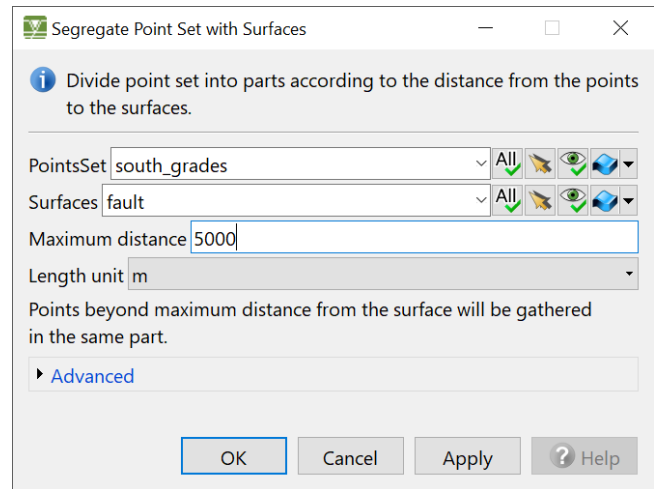 Segregate Point Set with Surfaces
Divide point set into parts according to the distance from the points
to the surfaces.
PointsSet south_grades All
Surfaces fault All
Maximum distance 5000
Length unit m
Points beyond maximum distance from the surface will be gathered
in the same part.
Advanced
OK Cancel Apply ? Help